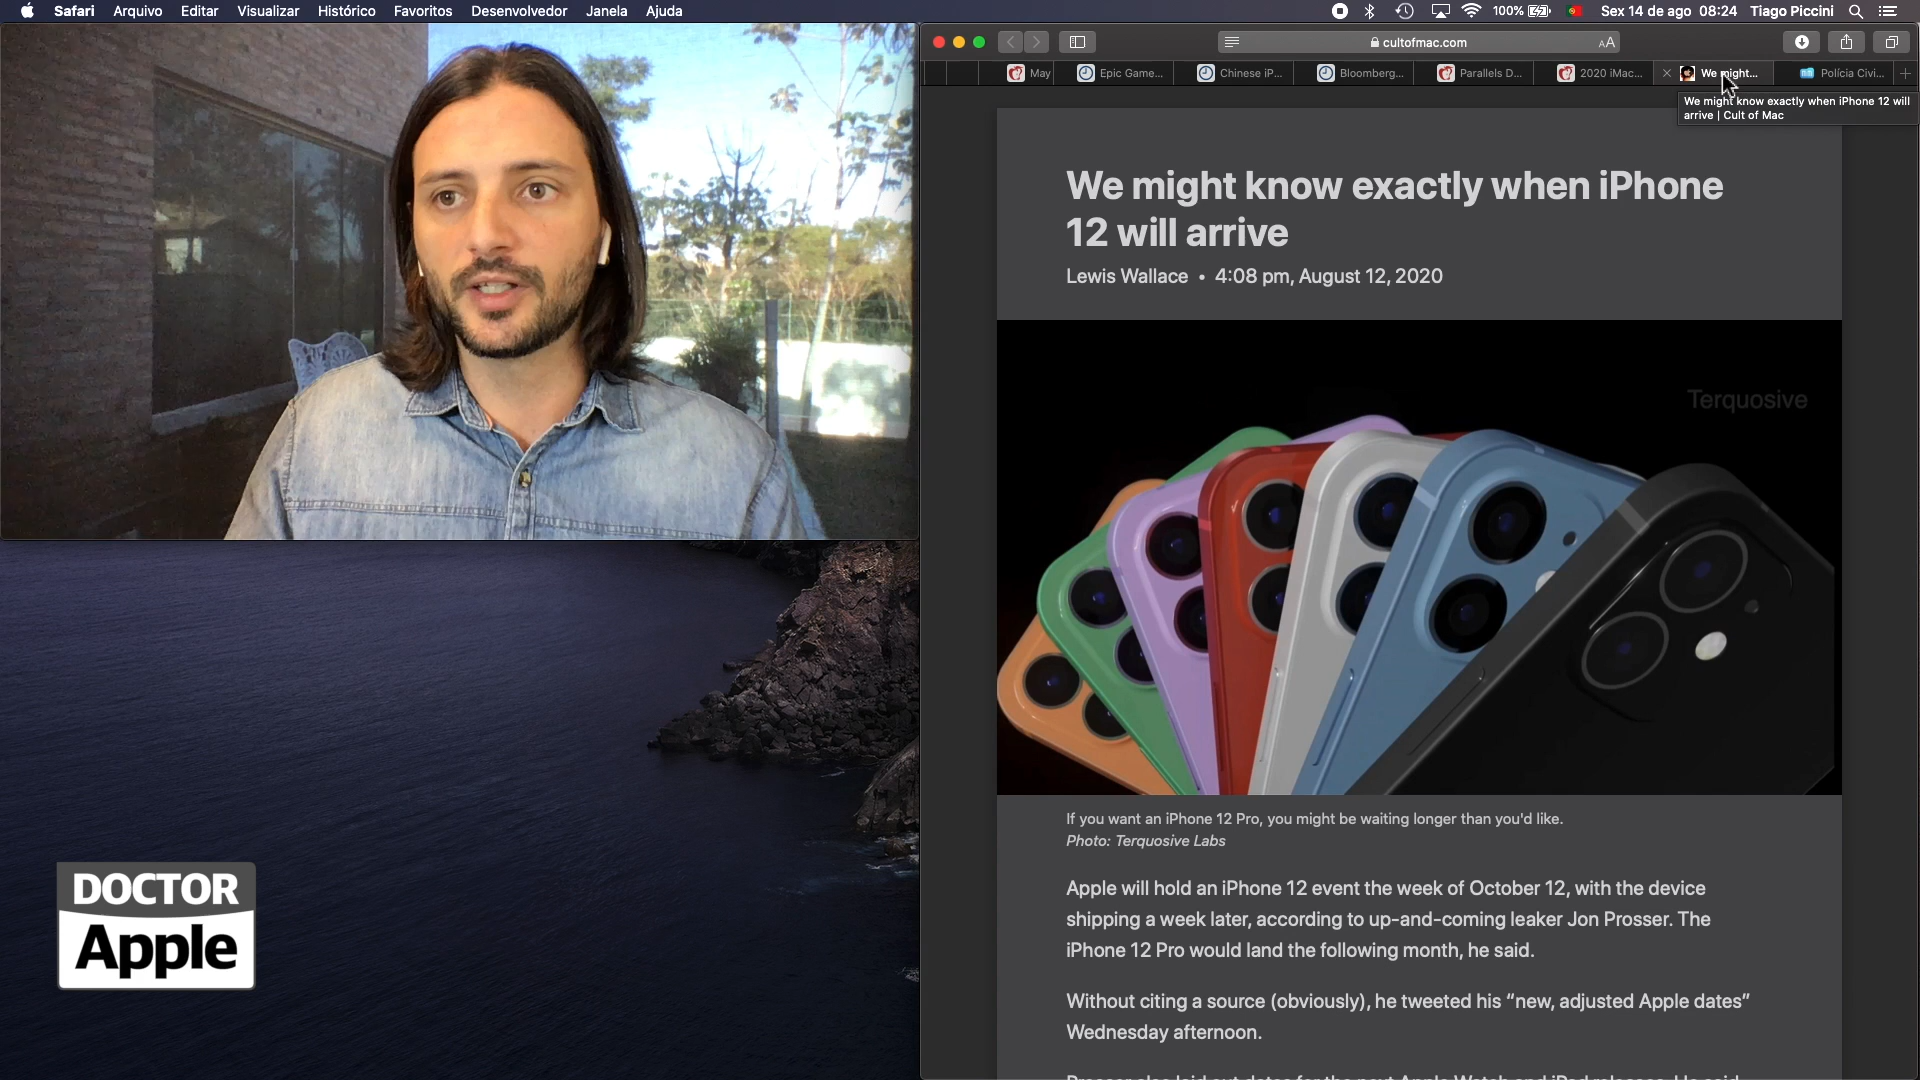 Safari Arquivo Editar Visualizar Histórico Favoritos Desenvolvedor Janela Ajuda
100% Sex 14 de ago 08:24 Tiago Piccini
cultofmac.com
AA
May
Epic Game...
Chinese iP...
Bloomberg...
Parallels D...
2020 iMac...
We might...
Polícia Civi...
We might know exactly when iPhone 12 will
arrive | Cult of Mac
We might know exactly when iPhone
12 will arrive
Lewis Wallace • 4:08 pm, August 12, 2020
Terquosive
If you want an iPhone 12 Pro, you might be waiting longer than you'd like.
Photo: Terquosive Labs
Apple will hold an iPhone 12 event the week of October 12, with the device
shipping a week later, according to up-and-coming leaker Jon Prosser. The
iPhone 12 Pro would land the following month, he said.
Without citing a source (obviously), he tweeted his “new, adjusted Apple dates”
Wednesday afternoon.
DOCTOR
Apple